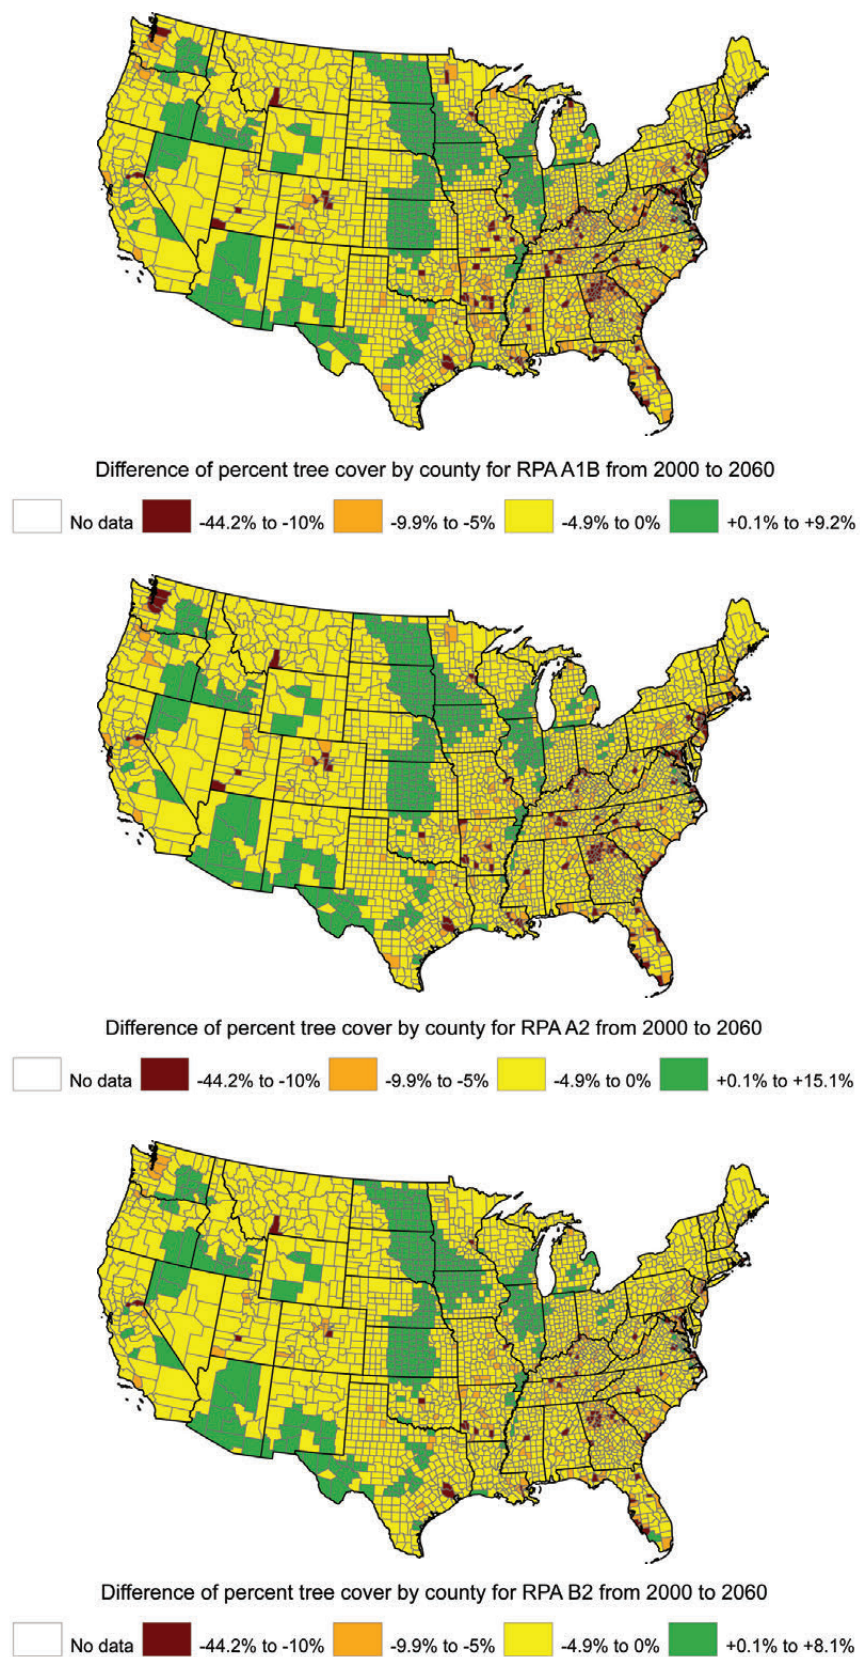 Difference of percent tree cover by county for RPA A1B from 2000 to 2060
No data -44.2% to -10% -9.9% to -5% -4.9% to 0% +0.1% to +9.2%
Difference of percent tree cover by county for RPA A2 from 2000 to 2060
No data -44.2% to -10% -9.9% to -5% -4.9% to 0% +0.1% to +15.1%
Difference of percent tree cover by county for RPA B2 from 2000 to 2060
No data -44.2% to -10% -9.9% to -5% -4.9% to 0% +0.1% to +8.1%